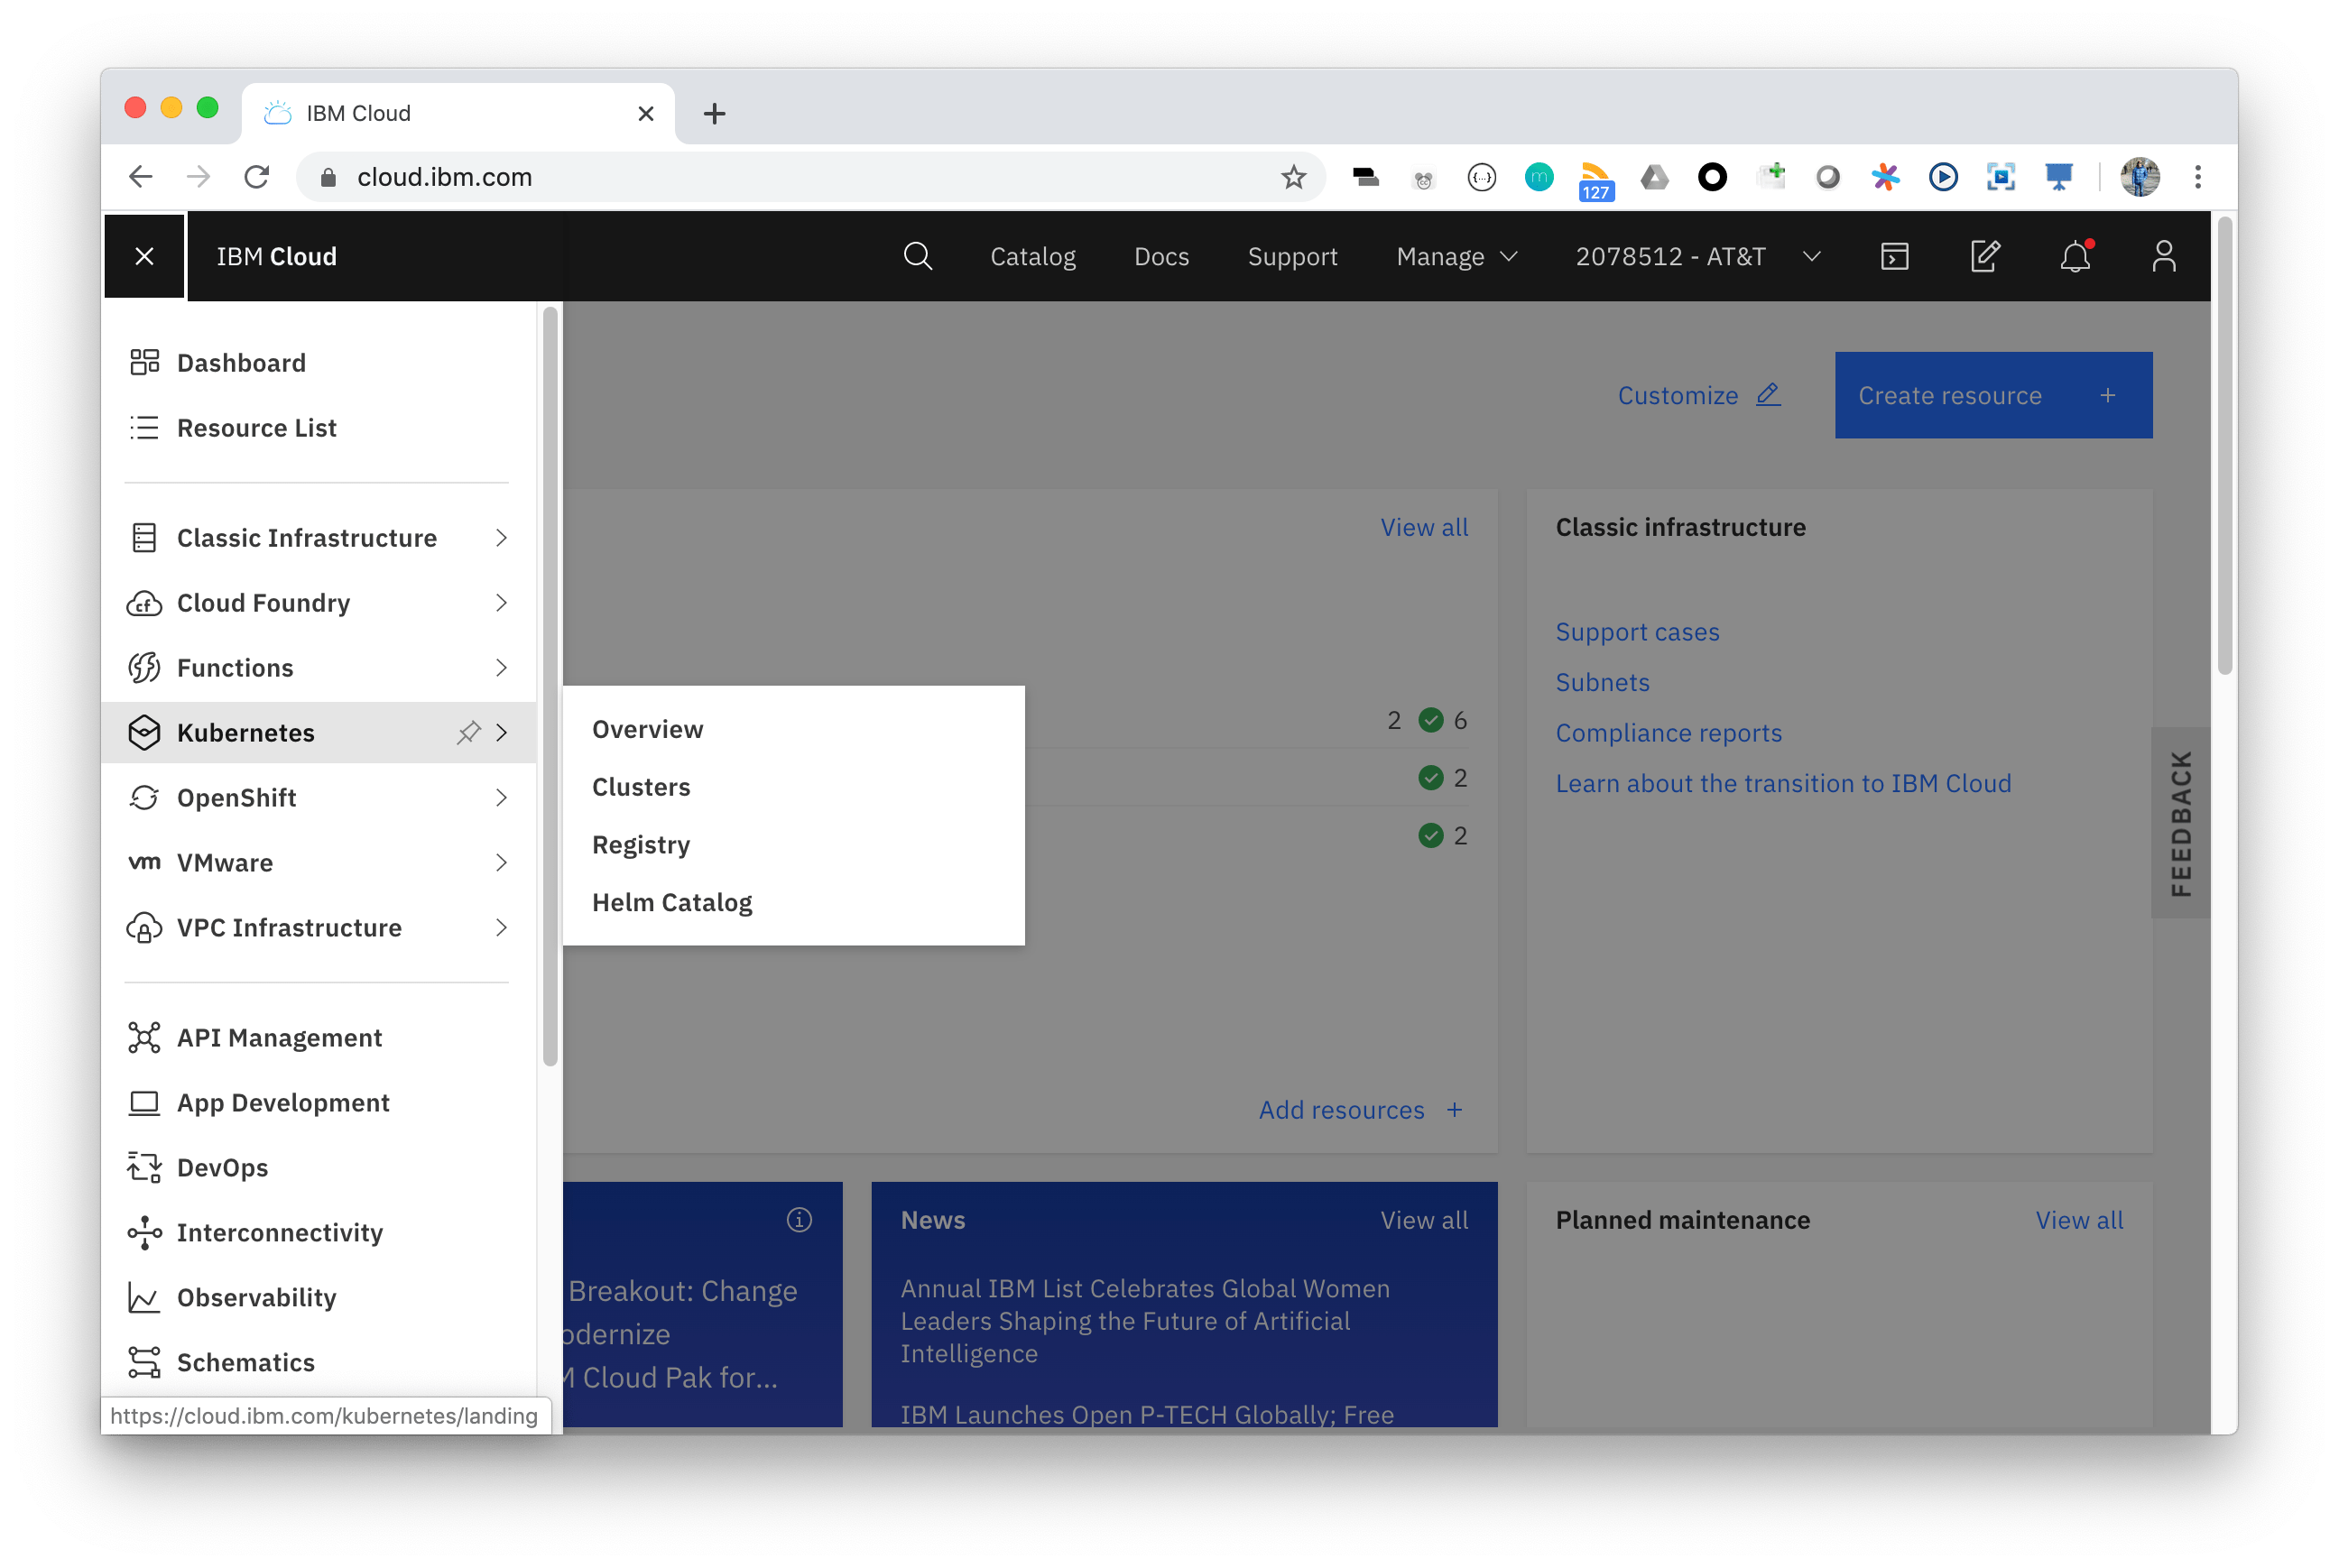 IBM Cloud
cloud.ibm.com
127
IBM Cloud
Catalog
Docs
Support
Manage
2078512 - AT&T
Dashboard
Resource List
Classic Infrastructure
Cloud Foundry
Functions
Kubernetes
OpenShift
vm VMware
VPC Infrastructure
API Management
App Development
DevOps
Interconnectivity
Observability
Schematics
https://cloud.ibm.com/kubernetes/landing
Overview
Clusters
Registry
Helm Catalog
Customize
Create resource +
View all
2 6
2
2
Add resources +
Classic infrastructure
Support cases
Subnets
Compliance reports
Learn about the transition to IBM Cloud
FEEDBACK
Breakout: Change
odernize
M Cloud Pak for...
News
View all
Annual IBM List Celebrates Global Women
Leaders Shaping the Future of Artificial
Intelligence
IBM Launches Open P-TECH Globally; Free
Planned maintenance
View all